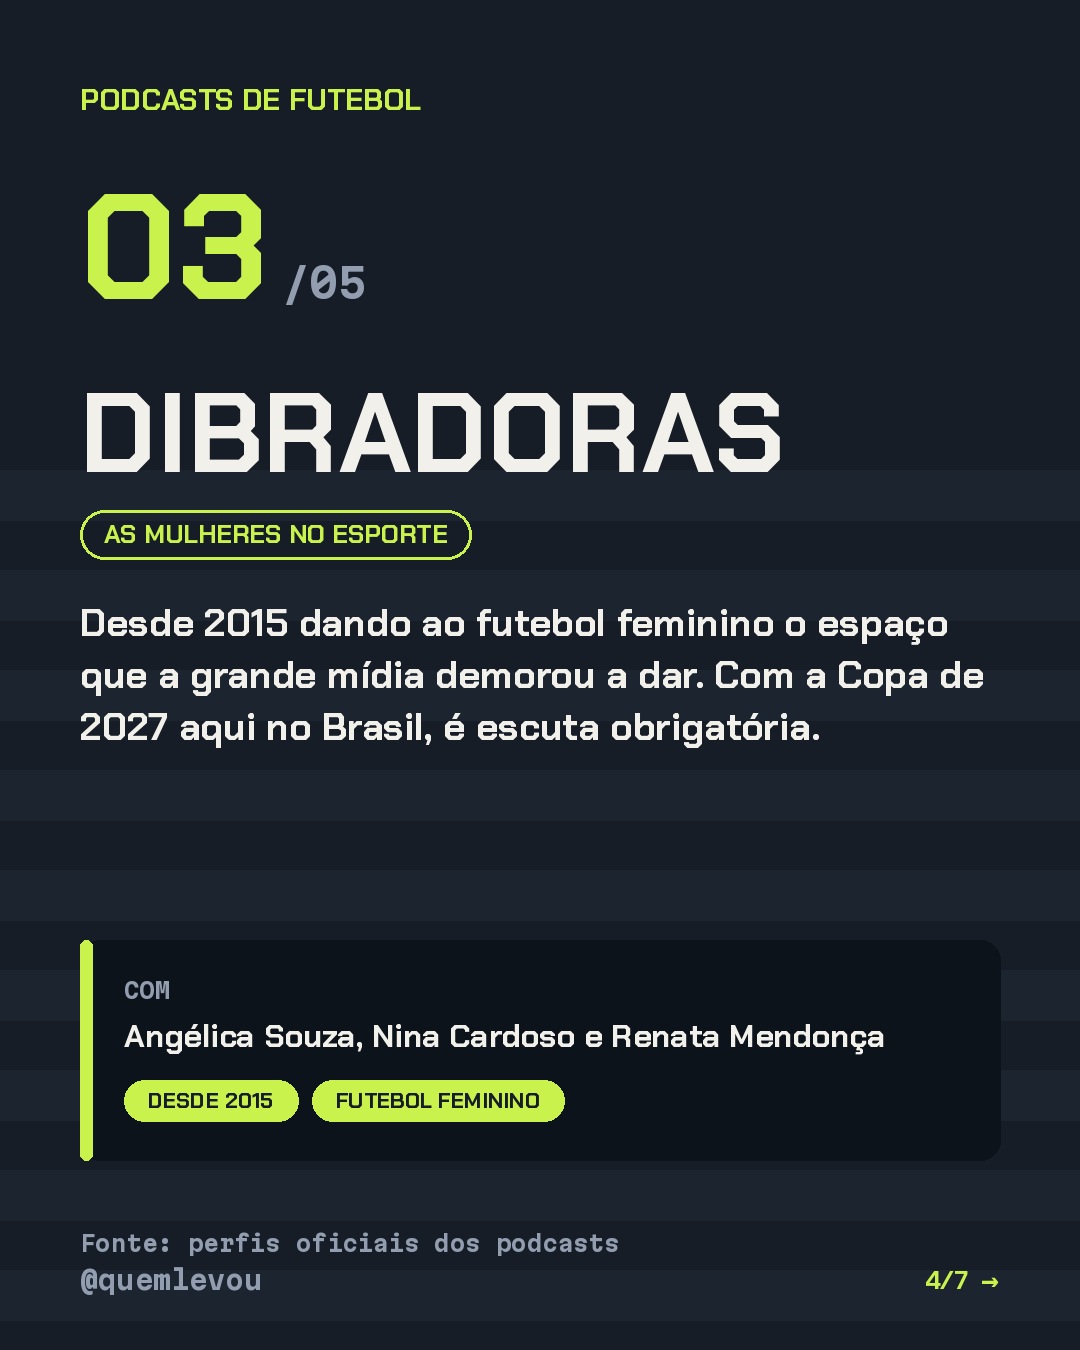 PODCASTS DE FUTEBOL
03 /05
DIBRADORAS
AS MULHERES NO ESPORTE
Desde 2015 dando ao futebol feminino o espaço
que a grande mídia demorou a dar. Com a Copa de
2027 aqui no Brasil, é escuta obrigatória.
COM
Angélica Souza, Nina Cardoso e Renata Mendonça
DESDE 2015 FUTEBOL FEMININO
Fonte: perfis oficiais dos podcasts
@quemlevou
4/7 →